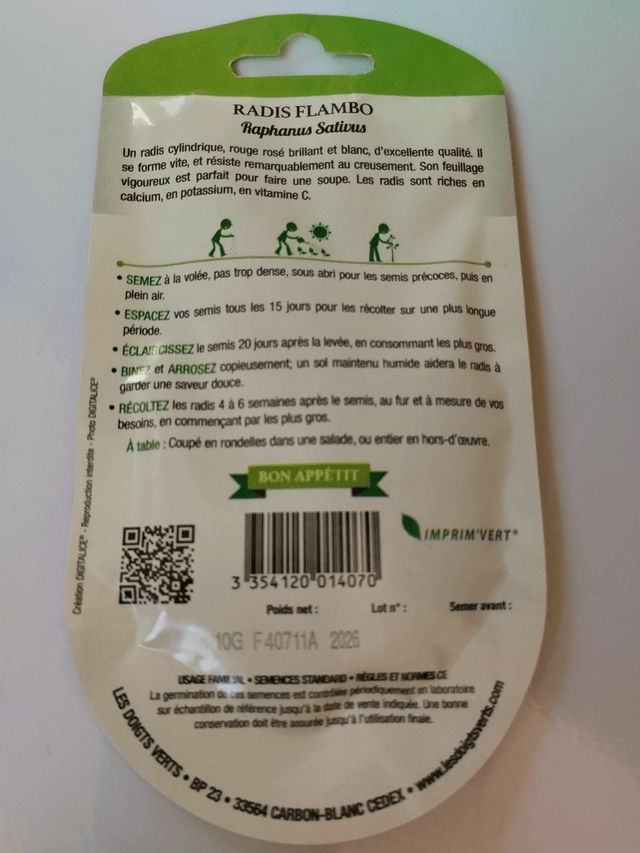 RADIS FLAMBO
Raphanus Sativus
Un radis cylindrique, rouge rosé brillant et blanc, d'excellente qualité. Il
se forme vite, et résiste remarquablement au creusement. Son feuillage
vigoureux est parfait pour faire une soupe. Les radis sont riches en
calcium, en potassium, en vitamine C.
• SEMEZ à la volée, pas trop dense, sous abri pour les semis précoces, puis en
plein air.
• ESPACEZ vos semis tous les 15 jours pour les récolter sur une plus longue
période.
• ÉCLAIRCISSEZ le semis 20 jours après la levée, en consommant les plus gros.
• BINEZ et ARROSEZ copieusement; un sol maintenu humide aidera le radis à
garder une saveur douce.
• RÉCOLTEZ les radis 4 à 6 semaines après le semis, au fur et à mesure de vos
besoins, en commençant par les plus gros.
À table : Coupé en rondelles dans une salade, ou entier en hors-d'œuvre.
BON APPÉTIT
Création DIGITALICE® - Reproduction interdite - Photo DIGITALICE®
IMPRIM'VERT®
3 354120 014070
Poids net : Lot n° : Semer avant :
10G F40711A 2026
USAGE FAMILIAL • SEMENCES STANDARD • RÈGLES ET NORMES CE
La germination de ces semences est contrôlée périodiquement en laboratoire
sur échantillon de référence jusqu'à la date de vente indiquée. Une bonne
conservation doit être assurée jusqu'à l'utilisation finale.
LES DOIGTS VERTS • BP 23 • 33564 CARBON-BLANC CEDEX • www.lesdoigtsverts.com